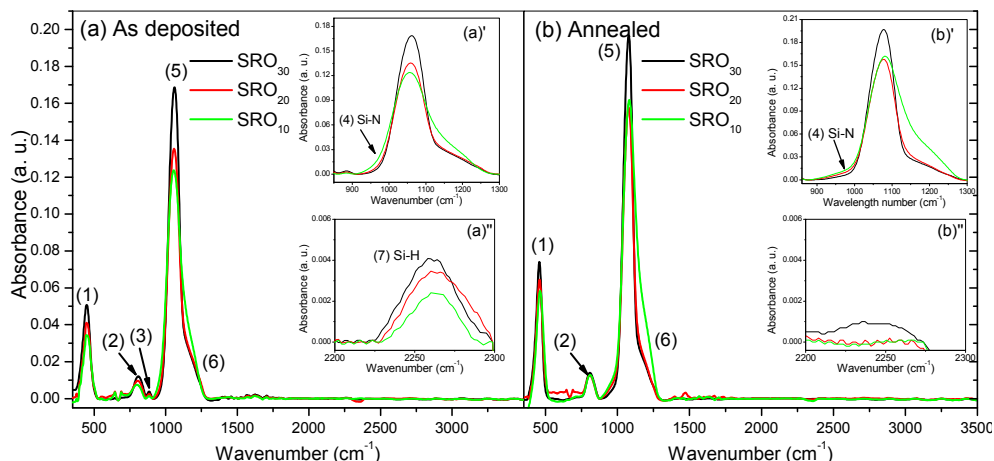 (a) As deposited
SRO30
SRO20
SRO10
(1)
(2)
(3)
(5)
(6)
Absorbance (a. u.)
0.00
0.02
0.04
0.06
0.08
0.10
0.12
0.14
0.16
0.18
0.20
500 1000 1500 2000 2500 3000
Wavenumber (cm-1)
(a)'
(4) Si-N
Absorbance (a. u.)
0.00
0.03
0.06
0.09
0.12
0.15
0.18
900 1000 1100 1200 1300
Wavenumber (cm-1)
(a)"
(7) Si-H
Absorbance (a. u.)
0.000
0.002
0.004
0.006
2200 2250 2300
Wavenumber (cm-1)
(b) Annealed
SRO30
SRO20
SRO10
(1)
(2)
(5)
(6)
500 1000 1500 2000 2500 3000 3500
Wavenumber (cm-1)
(b)'
(4) Si-N
Absorbance (a. u.)
0.00
0.03
0.06
0.09
0.12
0.15
0.18
0.21
900 1000 1100 1200 1300
Wavelength number (cm-1)
(b)"
Absorbance (a. u.)
0.000
0.002
0.004
0.006
2200 2250 2300
Wavenumber (cm-1)